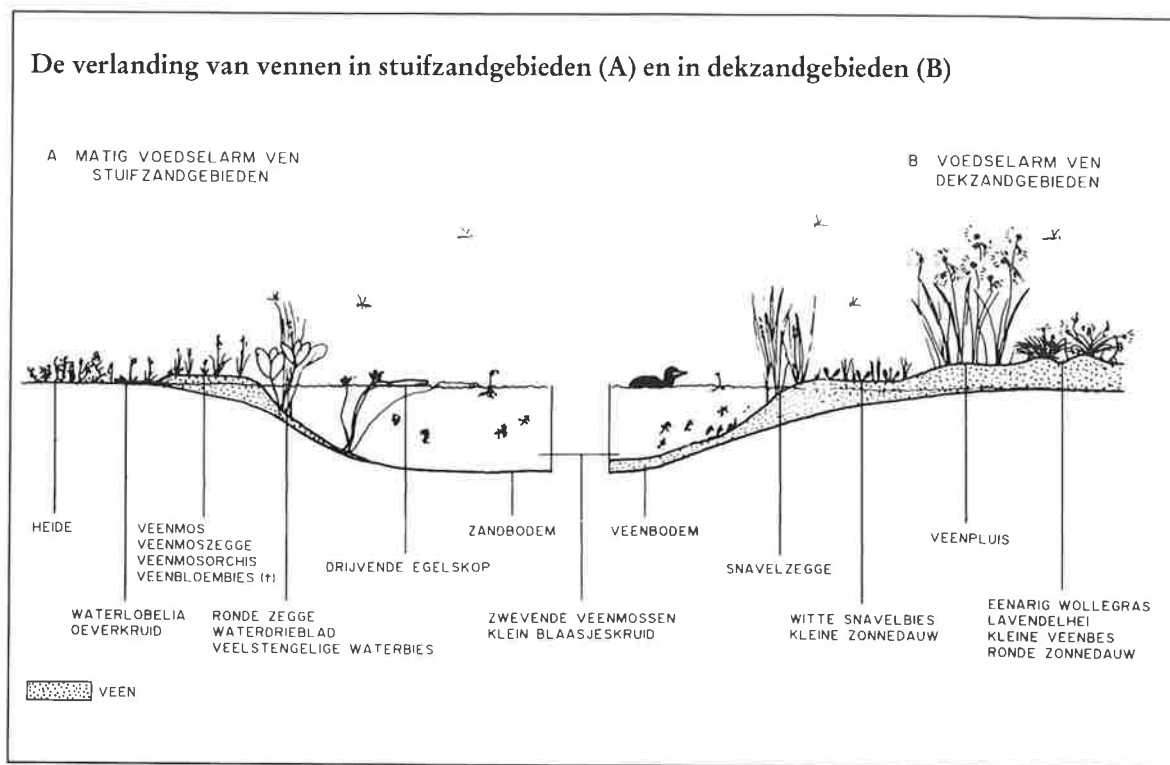 De verlanding van vennen in stuifzandgebieden (A) en in dekzandgebieden (B)
A MATIG VOEDSELARM VEN
STUIFZANDGEBIEDEN
B VOEDSELARM VEN
DEKZANDGEBIEDEN
HEIDE
WATERLOBELIA
OEVERKRUID
VEENMOS
VEENMOSZEGGE
VEENMOSORCHIS
VEENBLOEMBIES (†)
RONDE ZEGGE
WATERDRIEBLAD
VEELSTENGELIGE WATERBIES
DRIJVENDE EGELSKOP
ZANDBODEM
ZWEVENDE VEENMOSSEN
KLEIN BLAASJESKRUID
VEENBODEM
SNAVELZEGGE
WITTE SNAVELBIES
KLEINE ZONNEDAUW
VEENPLUIS
EENARIG WOLLEGRAS
LAVENDELHEI
KLEINE VEENBES
RONDE ZONNEDAUW
VEEN